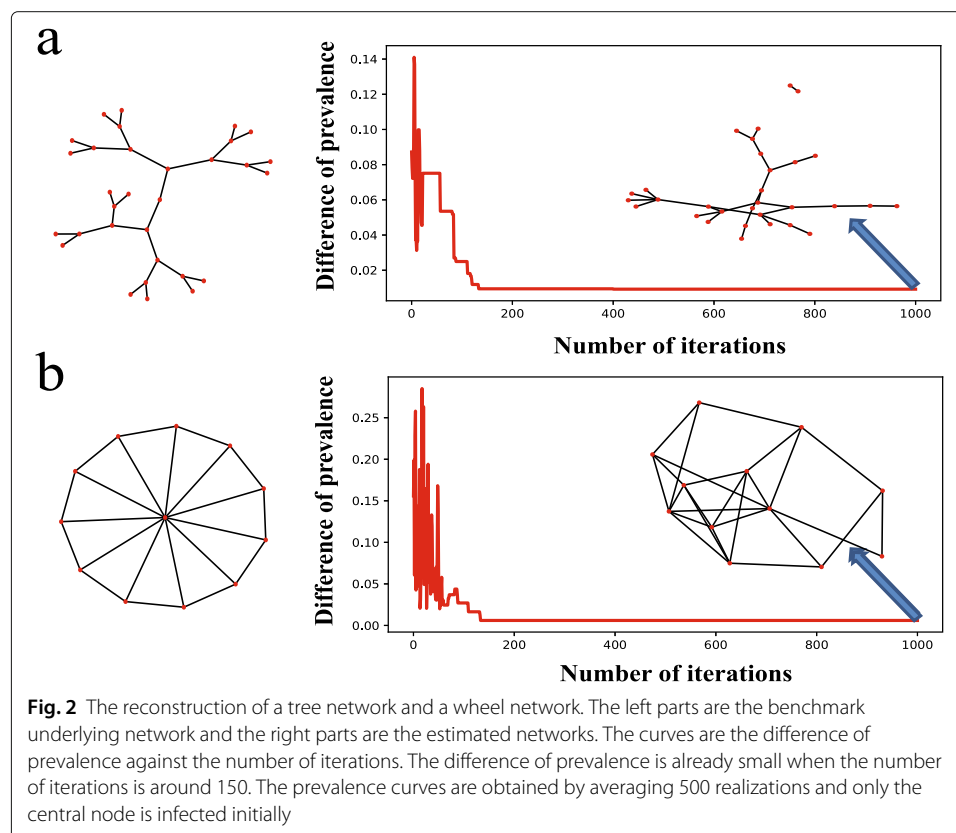 a
Difference of prevalence
0.14
0.12
0.10
0.08
0.06
0.04
0.02
0 200 400 600 800 1000
Number of iterations
b
Difference of prevalence
0.25
0.20
0.15
0.10
0.05
0.00
0 200 400 600 800 1000
Number of iterations
Fig. 2 The reconstruction of a tree network and a wheel network. The left parts are the benchmark
underlying network and the right parts are the estimated networks. The curves are the difference of
prevalence against the number of iterations. The difference of prevalence is already small when the number
of iterations is around 150. The prevalence curves are obtained by averaging 500 realizations and only the
central node is infected initially